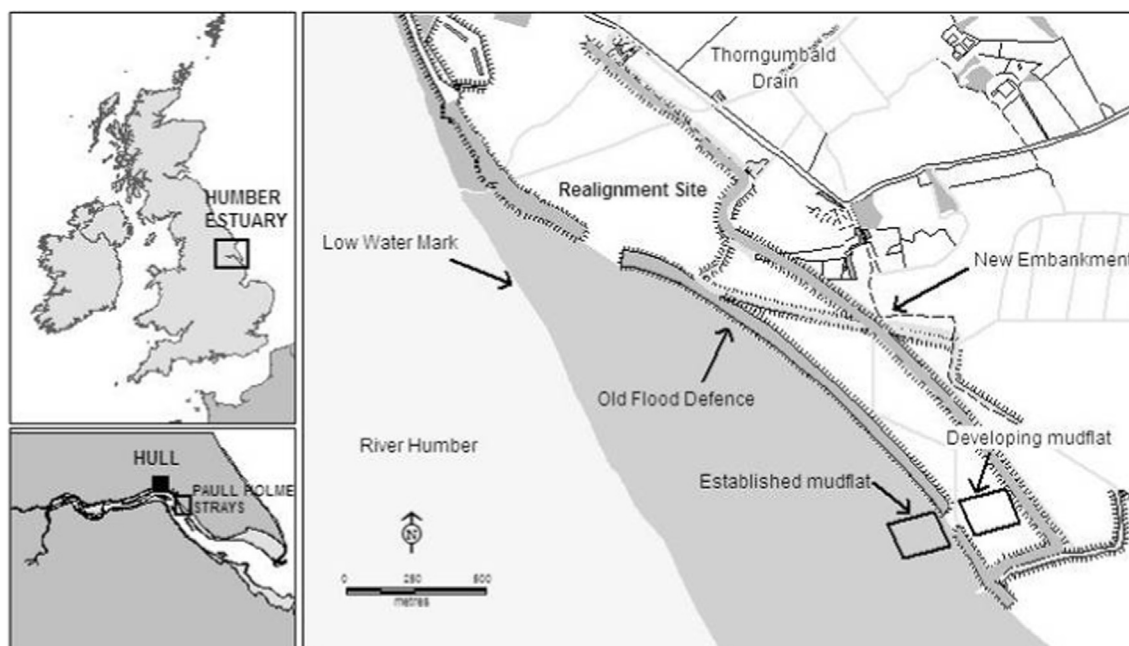 HUMBER
ESTUARY
HULL
PAULL HOLME
STRAYS
Thorngumbald
Drain
Realignment Site
Low Water Mark
New Embankment
Old Flood Defence
River Humber
Developing mudflat
Established mudflat
N
0 250 500
metres